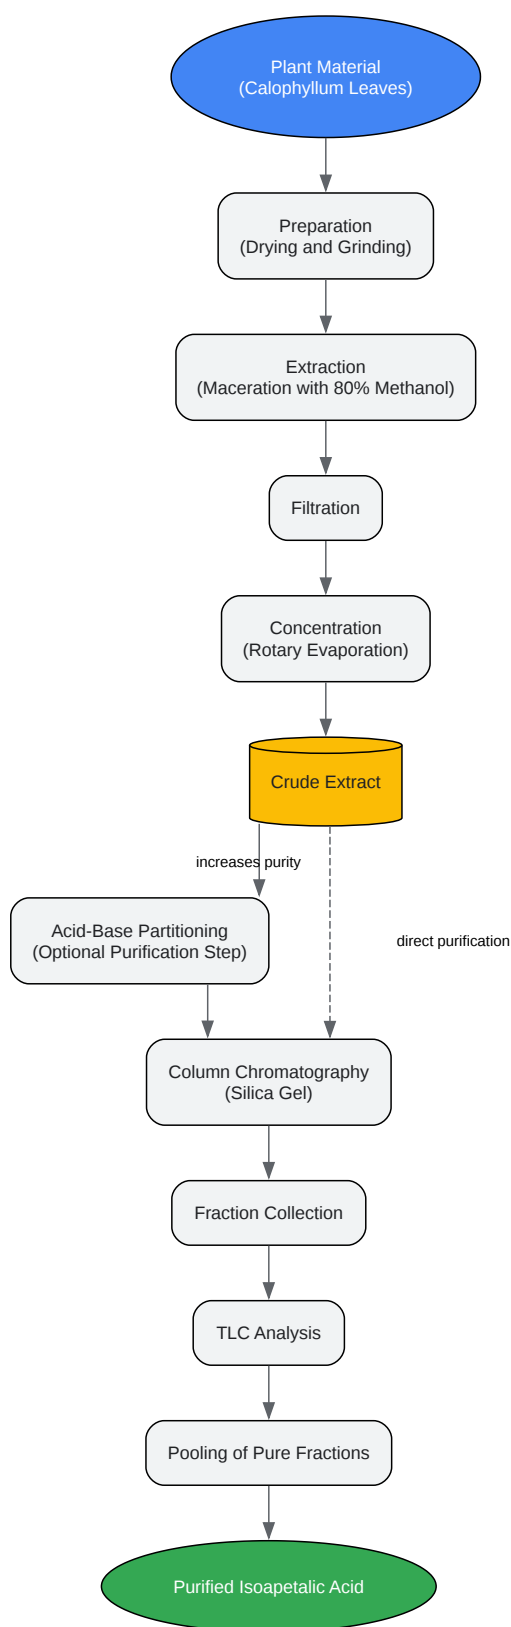 Plant Material
(Calophyllum Leaves)
Preparation
(Drying and Grinding)
Extraction
(Maceration with 80% Methanol)
Filtration
Concentration
(Rotary Evaporation)
Crude Extract
increases purity
Acid-Base Partitioning
(Optional Purification Step)
direct purification
Column Chromatography
(Silica Gel)
Fraction Collection
TLC Analysis
Pooling of Pure Fractions
Purified Isoapetalic Acid